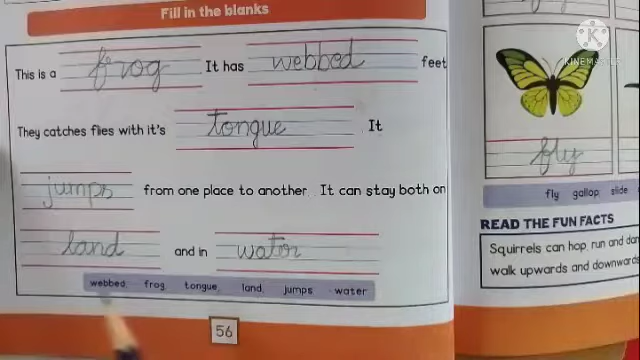 Fill in the blanks
This is a frog It has webbed feet
They catches flies with it's tongue It
jumps from one place to another. It can stay both on
land and in water
webbed, frog, tongue, land, jumps water
56
KINEMASTER
fly
fly gallop slide
READ THE FUN FACTS
Squirrels can hop, run and
walk upwards and downwards